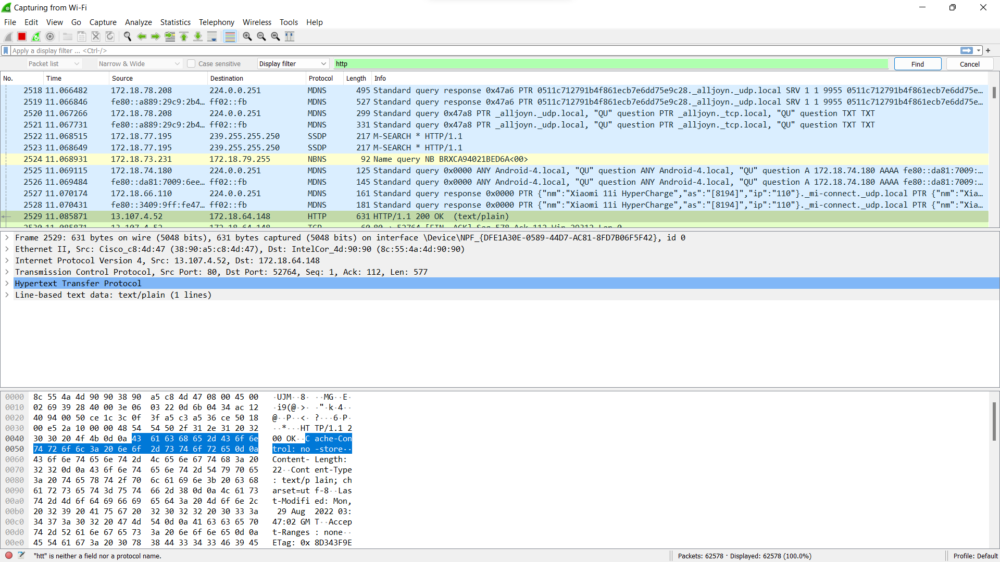 Capturing from Wi-Fi
File Edit View Go Capture Analyze Statistics Telephony Wireless Tools Help
Apply a display filter ... <Ctrl-/>
Packet list Narrow & Wide Case sensitive Display filter http Find Cancel
No. Time Source Destination Protocol Length Info
2518 11.066482 172.18.78.208 224.0.0.251 MDNS 495 Standard query response 0x47a6 PTR 0511c712791b4f861ecb7e6dd75e9c28._alljoyn._udp.local SRV 1 1 9955 0511c712791b4f861ecb7e6dd75e…
2519 11.066846 fe80::a889:29c9:2b4… ff02::fb MDNS 527 Standard query response 0x47a6 PTR 0511c712791b4f861ecb7e6dd75e9c28._alljoyn._udp.local SRV 1 1 9955 0511c712791b4f861ecb7e6dd75e…
2520 11.067266 172.18.78.208 224.0.0.251 MDNS 299 Standard query 0x47a8 PTR _alljoyn._udp.local, "QU" question PTR _alljoyn._tcp.local, "QU" question TXT TXT
2521 11.067731 fe80::a889:29c9:2b4… ff02::fb MDNS 331 Standard query 0x47a8 PTR _alljoyn._udp.local, "QU" question PTR _alljoyn._tcp.local, "QU" question TXT TXT
2522 11.068515 172.18.77.195 239.255.255.250 SSDP 217 M-SEARCH * HTTP/1.1
2523 11.068649 172.18.77.195 239.255.255.250 SSDP 217 M-SEARCH * HTTP/1.1
2524 11.068931 172.18.73.231 172.18.79.255 NBNS 92 Name query NB BRXCA94021BED6A<00>
2525 11.069115 172.18.74.180 224.0.0.251 MDNS 125 Standard query 0x0000 ANY Android-4.local, "QU" question ANY Android-4.local, "QU" question A 172.18.74.180 AAAA fe80::da81:7009:…
2526 11.069484 fe80::da81:7009:6ee… ff02::fb MDNS 145 Standard query 0x0000 ANY Android-4.local, "QU" question ANY Android-4.local, "QU" question A 172.18.74.180 AAAA fe80::da81:7009:…
2527 11.070174 172.18.66.110 224.0.0.251 MDNS 161 Standard query response 0x0000 PTR {"nm":"Xiaomi 11i HyperCharge","as":"[8194]","ip":"110"}._mi-connect._udp.local PTR {"nm":"Xia…
2528 11.070431 fe80::3409:9ff:fe47… ff02::fb MDNS 181 Standard query response 0x0000 PTR {"nm":"Xiaomi 11i HyperCharge","as":"[8194]","ip":"110"}._mi-connect._udp.local PTR {"nm":"Xia…
2529 11.085871 13.107.4.52 172.18.64.148 HTTP 631 HTTP/1.1 200 OK (text/plain)
2530 11.085871 13.107.4.52 172.18.64.148 TCP 60 80 → 52764 [FIN, ACK] Seq=578 Ack=112 Win=29312 Len=0
Frame 2529: 631 bytes on wire (5048 bits), 631 bytes captured (5048 bits) on interface \Device\NPF_{DFE1A30E-0589-44D7-AC81-8FD7B06F5F42}, id 0
Ethernet II, Src: Cisco_c8:4d:47 (38:90:a5:c8:4d:47), Dst: IntelCor_4d:90:90 (8c:55:4a:4d:90:90)
Internet Protocol Version 4, Src: 13.107.4.52, Dst: 172.18.64.148
Transmission Control Protocol, Src Port: 80, Dst Port: 52764, Seq: 1, Ack: 112, Len: 577
Hypertext Transfer Protocol
Line-based text data: text/plain (1 lines)
0000 8c 55 4a 4d 90 90 38 90 a5 c8 4d 47 08 00 45 00 ·UJM··8· ··MG··E·
0010 02 69 39 28 40 00 3e 06 03 22 0d 6b 04 34 ac 12 ·i9(@·>· ·"·k·4··
0020 40 94 00 50 ce 1c 3c 0f 3f a5 c3 a5 36 ce 50 18 @··P··<· ?···6·P·
0030 00 e5 2a 10 00 00 48 54 54 50 2f 31 2e 31 20 32 ··*···HT TP/1.1 2
0040 30 30 20 4f 4b 0d 0a 43 61 63 68 65 2d 43 6f 6e 00 OK··C ache-Con
0050 74 72 6f 6c 3a 20 6e 6f 2d 73 74 6f 72 65 0d 0a trol: no -store··
0060 43 6f 6e 74 65 6e 74 2d 4c 65 6e 67 74 68 3a 20 Content- Length:
0070 32 32 0d 0a 43 6f 6e 74 65 6e 74 2d 54 79 70 65 22··Cont ent-Type
0080 3a 20 74 65 78 74 2f 70 6c 61 69 6e 3b 20 63 68 : text/p lain; ch
0090 61 72 73 65 74 3d 75 74 66 2d 38 0d 0a 4c 61 73 arset=ut f-8··Las
00a0 74 2d 4d 6f 64 69 66 69 65 64 3a 20 4d 6f 6e 2c t-Modifi ed: Mon,
00b0 20 32 39 20 41 75 67 20 32 30 32 32 20 30 33 3a 29 Aug 2022 03:
00c0 34 37 3a 30 32 20 47 4d 54 0d 0a 41 63 63 65 70 47:02 GM T··Accep
00d0 74 2d 52 61 6e 67 65 73 3a 20 6e 6f 6e 65 0d 0a t-Ranges : none··
00e0 45 54 61 67 3a 20 30 78 38 44 33 34 33 46 39 45 ETag: 0x 8D343F9E
"htt" is neither a field nor a protocol name. Packets: 62578 · Displayed: 62578 (100.0%) Profile: Default